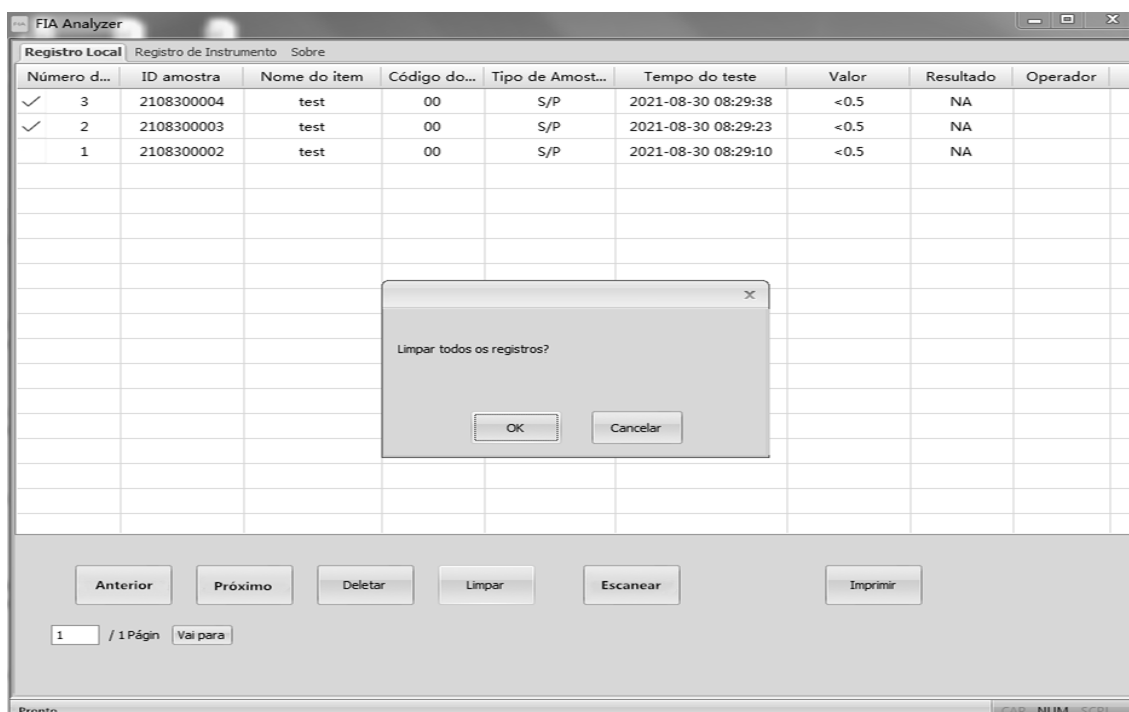 FIA Analyzer
Registro Local Registro de Instrumento Sobre
Número d... ID amostra Nome do item Código do... Tipo de Amost... Tempo do teste Valor Resultado Operador
3 2108300004 test 00 S/P 2021-08-30 08:29:38 <0.5 NA
2 2108300003 test 00 S/P 2021-08-30 08:29:23 <0.5 NA
1 2108300002 test 00 S/P 2021-08-30 08:29:10 <0.5 NA
Limpar todos os registros?
OK Cancelar
Anterior Próximo Deletar Limpar Escanear Imprimir
1 / 1 Págin Vai para
Pronto CAP NUM SCRL